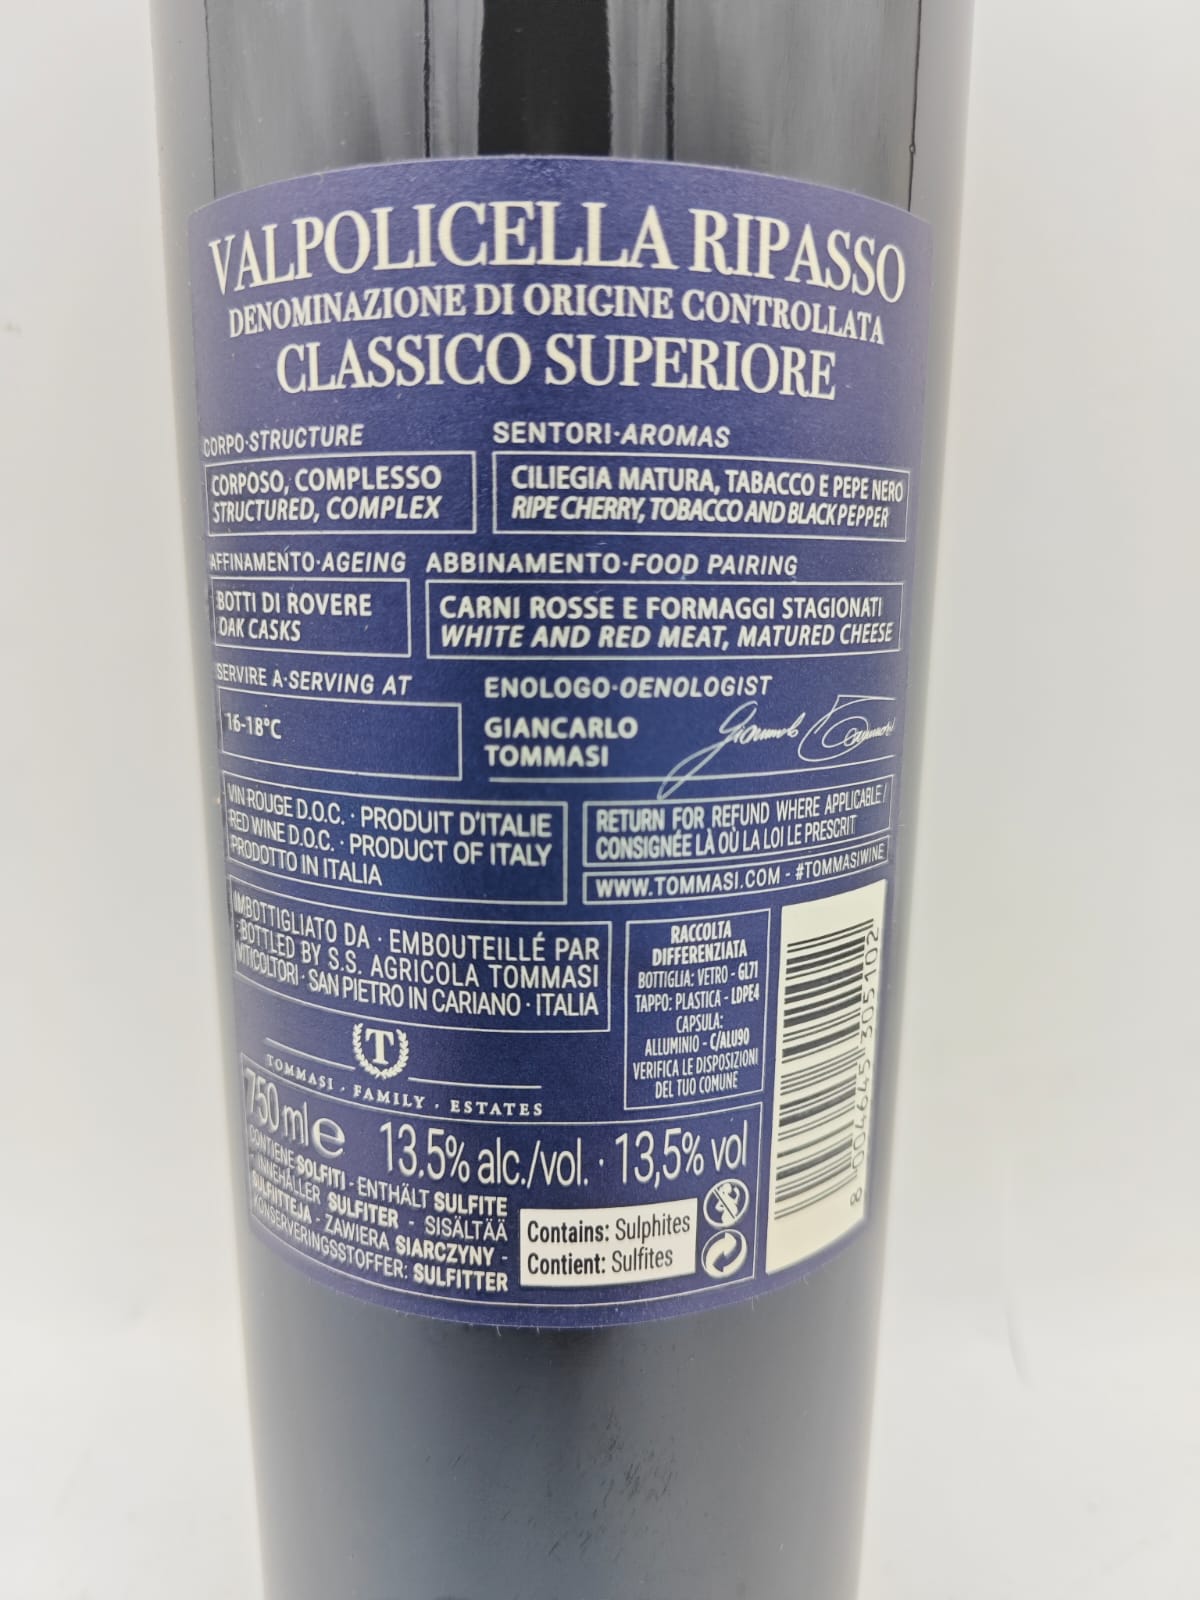 VALPOLICELLA RIPASSO
DENOMINAZIONE DI ORIGINE CONTROLLATA
CLASSICO SUPERIORE
CORPO·STRUCTURE
CORPOSO, COMPLESSO
STRUCTURED, COMPLEX
SENTORI·AROMAS
CILIEGIA MATURA, TABACCO E PEPE NERO
RIPE CHERRY, TOBACCO AND BLACK PEPPER
AFFINAMENTO·AGEING
BOTTI DI ROVERE
OAK CASKS
ABBINAMENTO·FOOD PAIRING
CARNI ROSSE E FORMAGGI STAGIONATI
WHITE AND RED MEAT, MATURED CHEESE
SERVIRE A·SERVING AT
16-18°C
ENOLOGO·OENOLOGIST
GIANCARLO
TOMMASI
VIN ROUGE D.O.C. · PRODUIT D'ITALIE
RED WINE D.O.C. · PRODUCT OF ITALY
PRODOTTO IN ITALIA
RETURN FOR REFUND WHERE APPLICABLE /
CONSIGNÉE LÀ OÙ LA LOI LE PRESCRIT
WWW.TOMMASI.COM - #TOMMASIWINE
IMBOTTIGLIATO DA · EMBOUTEILLÉ PAR
· BOTTLED BY S.S. AGRICOLA TOMMASI
VITICOLTORI · SAN PIETRO IN CARIANO · ITALIA
RACCOLTA
DIFFERENZIATA
BOTTIGLIA: VETRO - GL71
TAPPO: PLASTICA - LDPE4
CAPSULA:
ALLUMINIO - C/ALU90
VERIFICA LE DISPOSIZIONI
DEL TUO COMUNE
T
TOMMASI · FAMILY · ESTATES
750 ml e 13.5% alc./vol. · 13,5% vol
CONTIENE SOLFITI - ENTHÄLT SULFITE
- INNEHÅLLER SULFITER - SISÄLTÄÄ
SULFIITTEJA - ZAWIERA SIARCZYNY -
KONSERVERINGSSTOFFER: SULFITTER
Contains: Sulphites
Contient: Sulfites
8 004645 305102